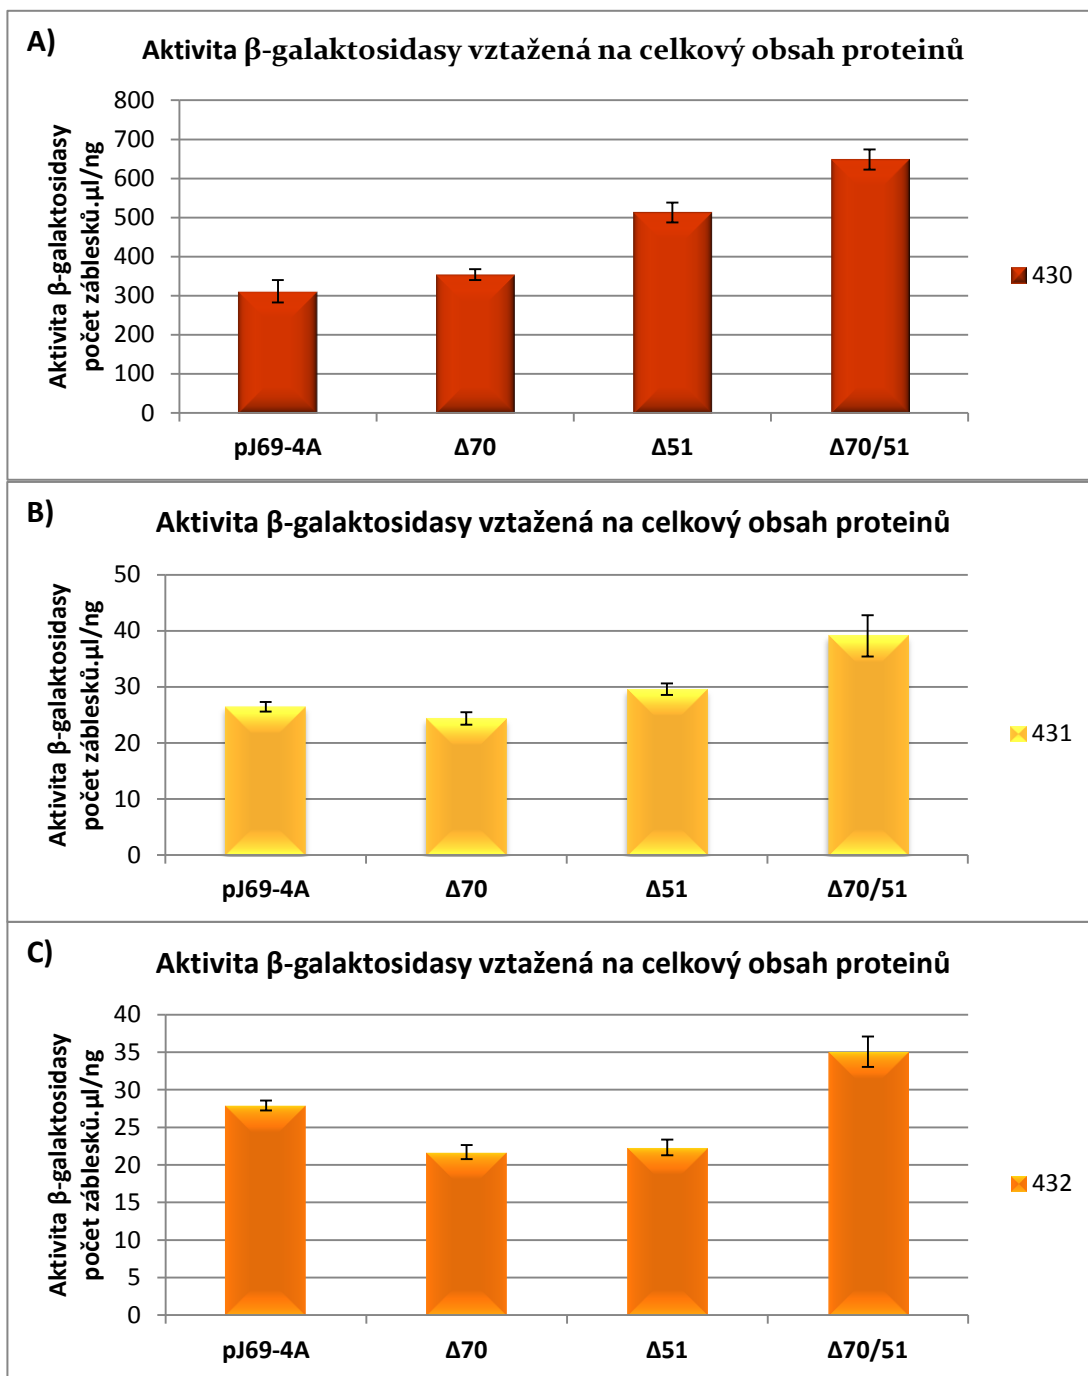 A)
Aktivita β-galaktosidasy vztažená na celkový obsah proteinů
Aktivita β-galaktosidasy
počet záblesků.µl/ng
800
700
600
500
400
300
200
100
0
pJ69-4A Δ70 Δ51 Δ70/51
430
B)
Aktivita β-galaktosidasy vztažená na celkový obsah proteinů
Aktivita β-galaktosidasy
počet záblesků.µl/ng
50
40
30
20
10
0
pJ69-4A Δ70 Δ51 Δ70/51
431
C)
Aktivita β-galaktosidasy vztažená na celkový obsah proteinů
Aktivita β-galaktosidasy
počet záblesků.µl/ng
40
35
30
25
20
15
10
5
0
pJ69-4A Δ70 Δ51 Δ70/51
432